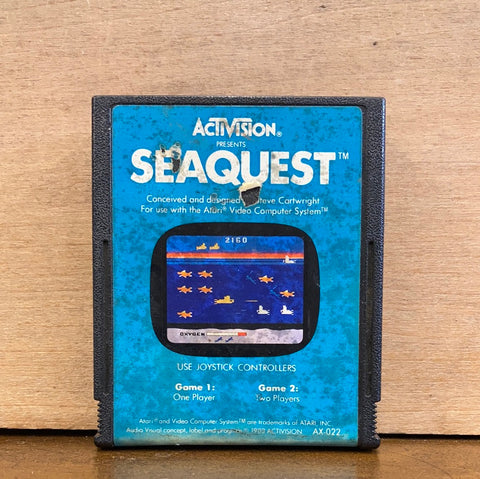 ACTIVISION®
PRESENTS
SEAQUEST™
Conceived and designed Steve Cartwright
For use with the Atari® Video Computer System™
2160
OXYGEN
USE JOYSTICK CONTROLLERS
Game 1: Game 2:
One Player Two Players
Atari® and Video Computer System™ are trademarks of ATARI, INC.
Audio Visual concept, label and program © 1982 ACTIVISION. AX-022